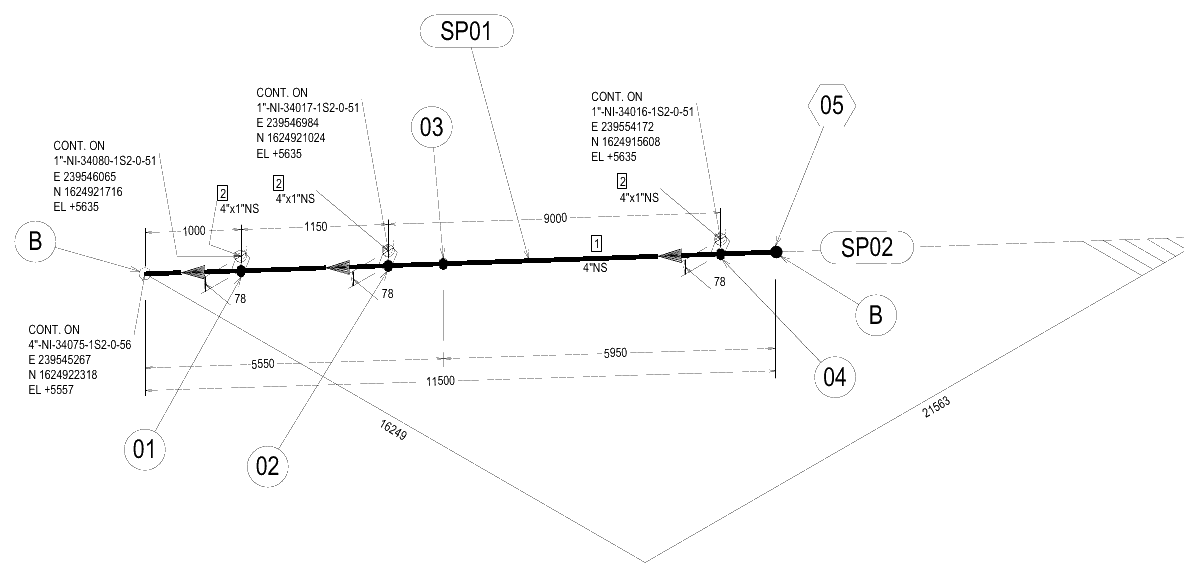 SP01
CONT. ON
1"-NI-34017-1S2-0-51
E 239546984
N 1624921024
EL +5635
CONT. ON
1"-NI-34016-1S2-0-51
E 239554172
N 1624915608
EL +5635
05
03
CONT. ON
1"-NI-34080-1S2-0-51
E 239546065
N 1624921716
EL +5635
2
4"x1"NS
2
4"x1"NS
2
4"x1"NS
1000
1150
9000
B
1
4"NS
SP02
78
78
78
B
CONT. ON
4"-NI-34075-1S2-0-56
E 239545267
N 1624922318
EL +5557
5550
5950
11500
04
16249
21563
01
02